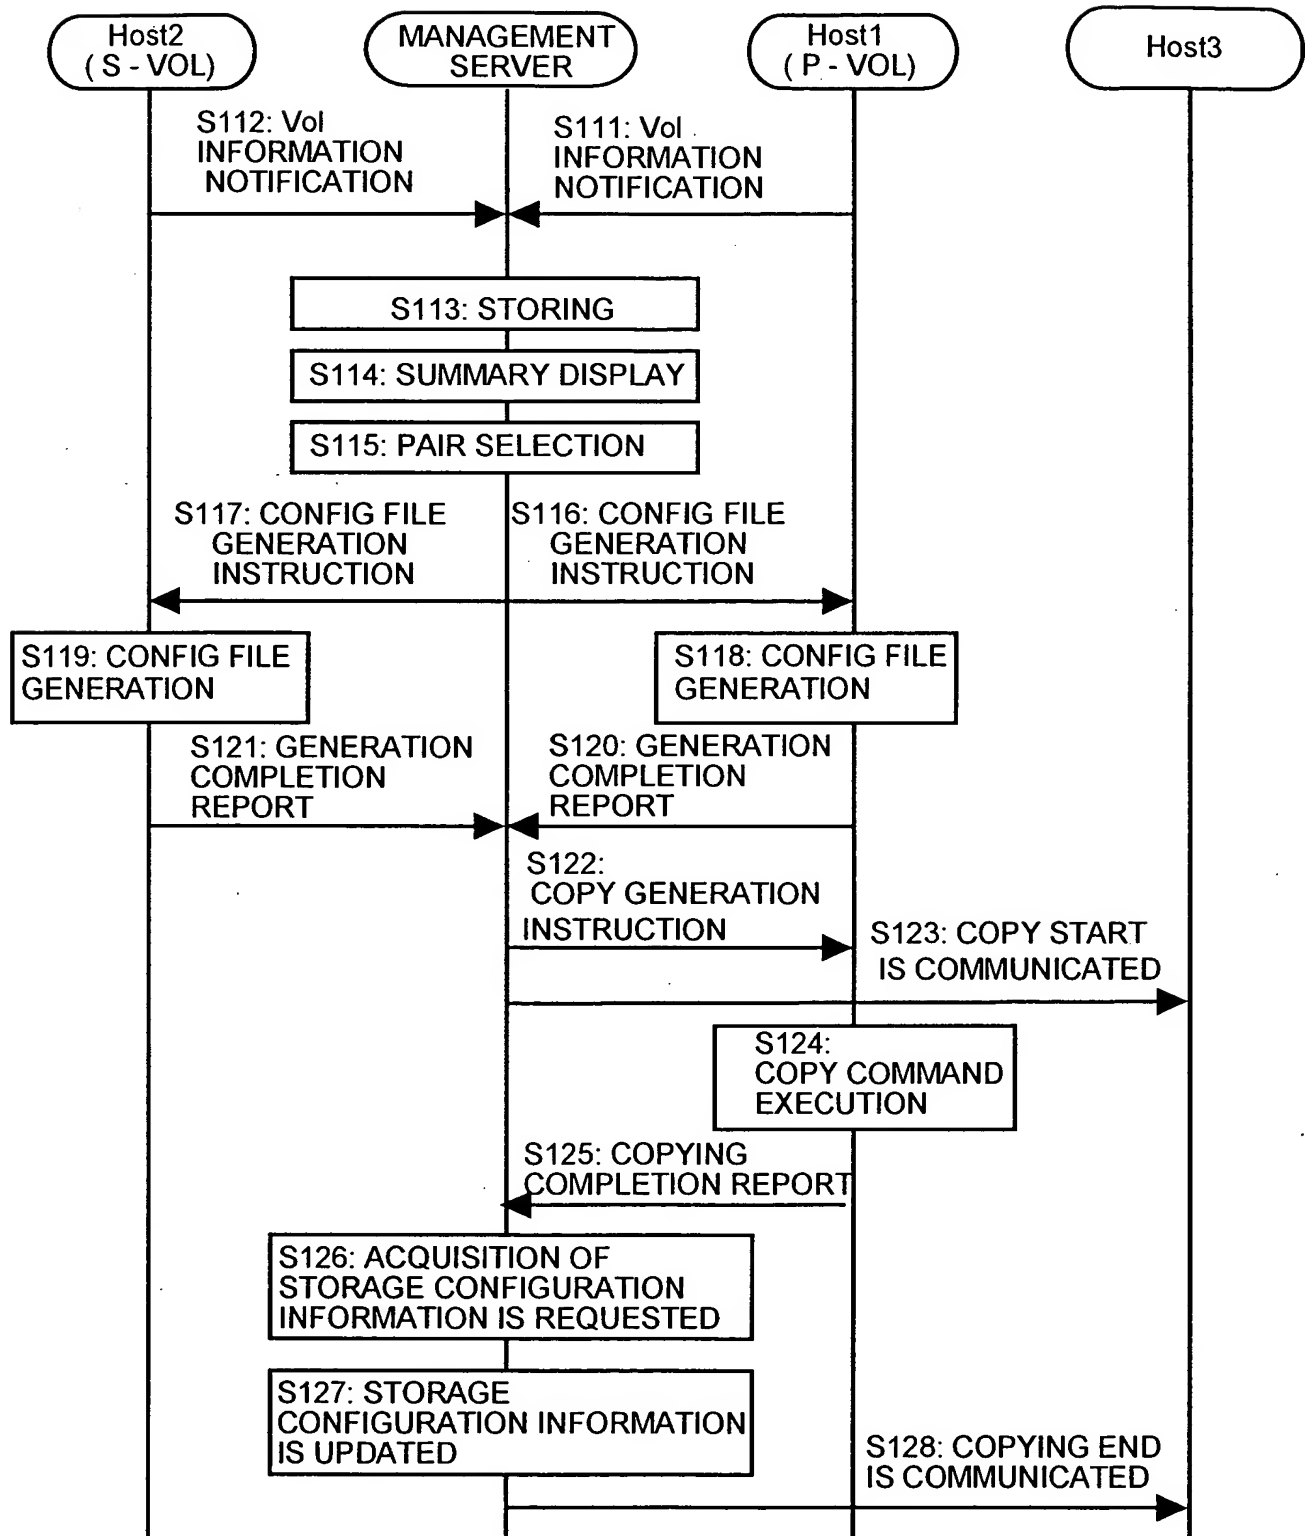 Host2
( S - VOL)
MANAGEMENT
SERVER
Host1
( P - VOL)
Host3
S112: Vol
INFORMATION
NOTIFICATION
S111: Vol
INFORMATION
NOTIFICATION
S113: STORING
S114: SUMMARY DISPLAY
S115: PAIR SELECTION
S117: CONFIG FILE
GENERATION
INSTRUCTION
S116: CONFIG FILE
GENERATION
INSTRUCTION
S119: CONFIG FILE
GENERATION
S118: CONFIG FILE
GENERATION
S121: GENERATION
COMPLETION
REPORT
S120: GENERATION
COMPLETION
REPORT
S122:
COPY GENERATION
INSTRUCTION
S123: COPY START
IS COMMUNICATED
S124:
COPY COMMAND
EXECUTION
S125: COPYING
COMPLETION REPORT
S126: ACQUISITION OF
STORAGE CONFIGURATION
INFORMATION IS REQUESTED
S127: STORAGE
CONFIGURATION INFORMATION
IS UPDATED
S128: COPYING END
IS COMMUNICATED